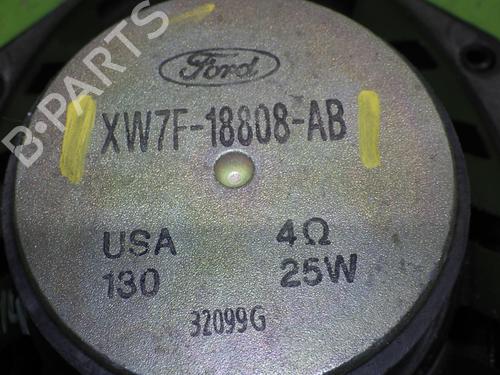 B-PARTS
Ford
XW7F-18808-AB
USA 4Ω
130 25W
32099G